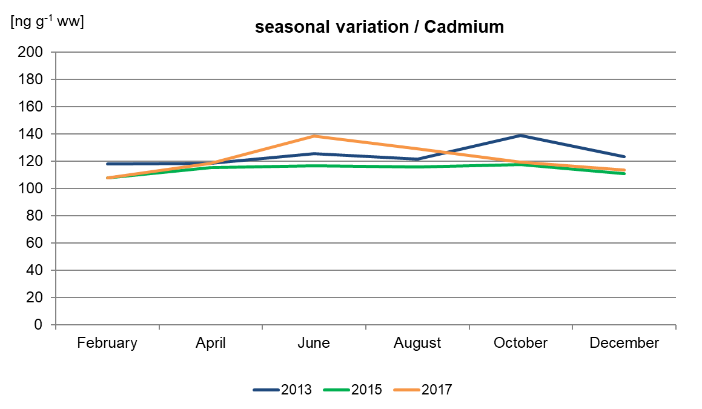 [ng g⁻¹ ww]
seasonal variation / Cadmium
200
180
160
140
120
100
80
60
40
20
0
February April June August October December
2013 2015 2017